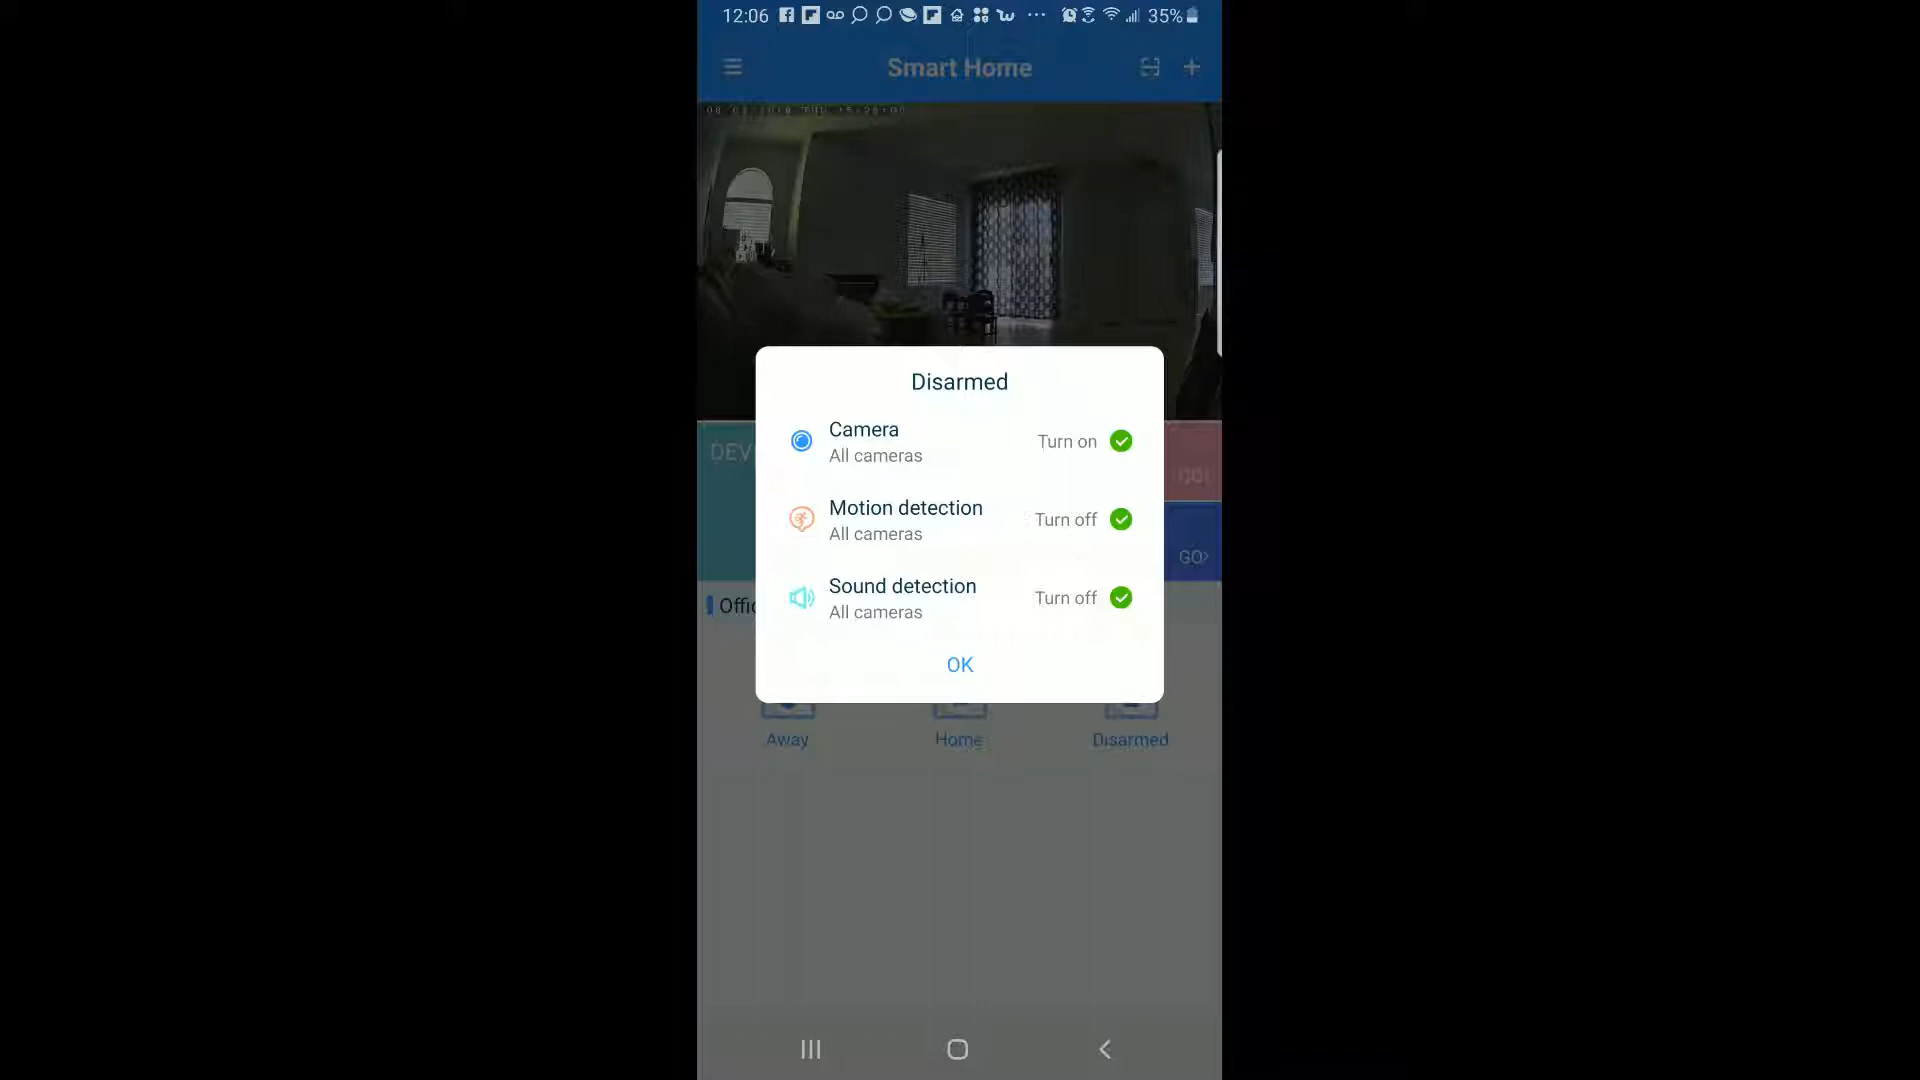 12:06
35%
Smart Home
DEV
GO›
Disarmed
Camera
All cameras
Turn on
Motion detection
All cameras
Turn off
Sound detection
All cameras
Turn off
OK
Offic
Away
Home
Disarmed